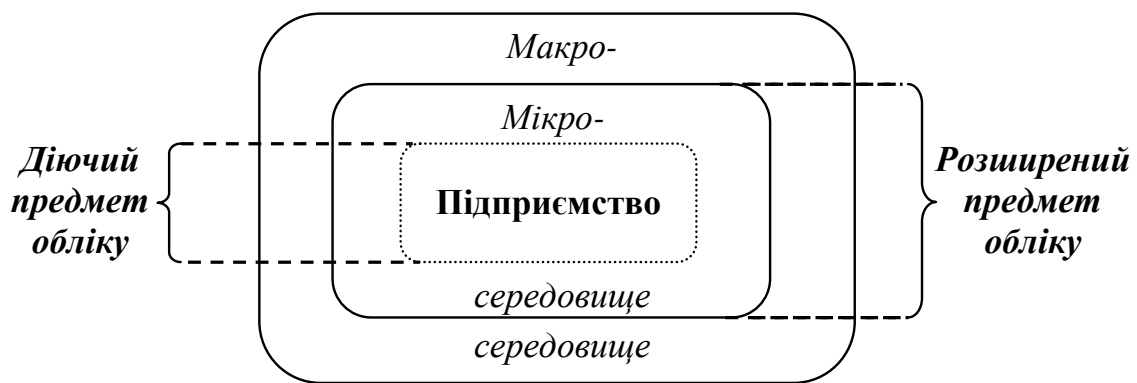 Макро-
Мікро-
Діючий
предмет
обліку
Підприємство
Розширений
предмет
обліку
середовище
середовище